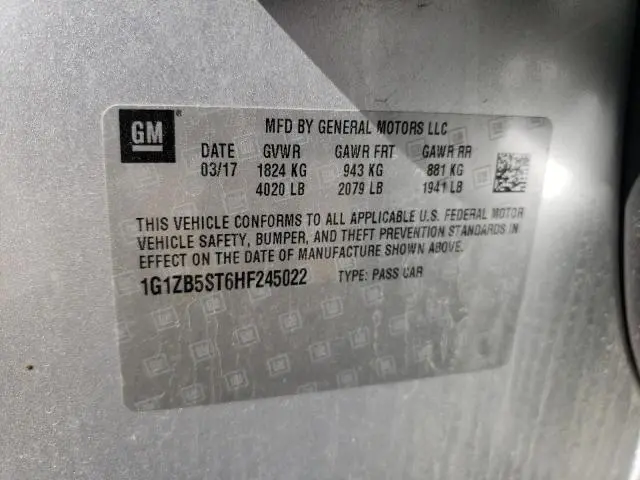 GM®
MFD BY GENERAL MOTORS LLC
DATE GVWR GAWR FRT GAWR RR
03/17 1824 KG 943 KG 881 KG
4020 LB 2079 LB 1941 LB
THIS VEHICLE CONFORMS TO ALL APPLICABLE U.S. FEDERAL MOTOR
VEHICLE SAFETY, BUMPER, AND THEFT PREVENTION STANDARDS IN
EFFECT ON THE DATE OF MANUFACTURE SHOWN ABOVE.
1G1ZB5ST6HF245022 TYPE: PASS CAR